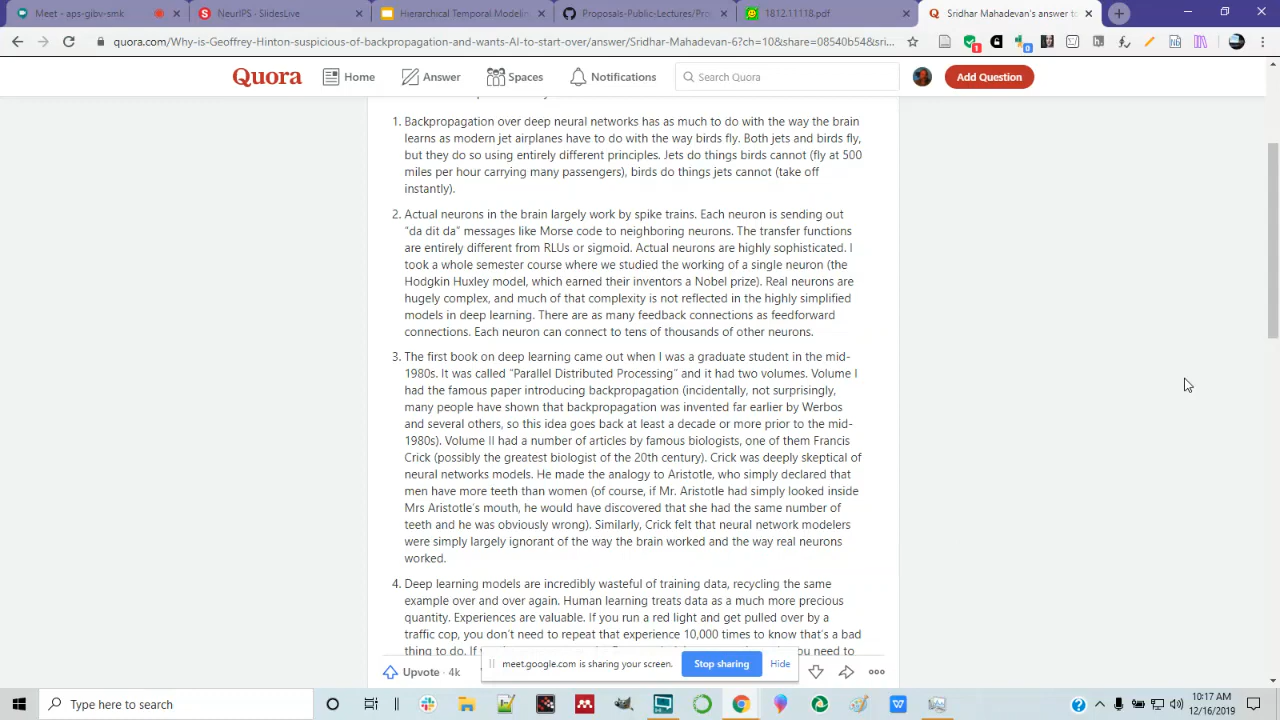 Meet - aps-gibv-smk
NeurIPS - SlidesLive
Hierarchical Temporal Modelin
Proposals-Public-Lectures/Pro
1812.11118.pdf
Sridhar Mahadevan's answer to
quora.com/Why-is-Geoffrey-Hinton-suspicious-of-backpropagation-and-wants-AI-to-start-over/answer/Sridhar-Mahadevan-6?ch=10&share=08540b54&sri...
Quora
Home
Answer
Spaces
Notifications
Search Quora
Add Question
1. Backpropagation over deep neural networks has as much to do with the way the brain
learns as modern jet airplanes have to do with the way birds fly. Both jets and birds fly,
but they do so using entirely different principles. Jets do things birds cannot (fly at 500
miles per hour carrying many passengers), birds do things jets cannot (take off
instantly).
2. Actual neurons in the brain largely work by spike trains. Each neuron is sending out
“da dit da” messages like Morse code to neighboring neurons. The transfer functions
are entirely different from RLUs or sigmoid. Actual neurons are highly sophisticated. I
took a whole semester course where we studied the working of a single neuron (the
Hodgkin Huxley model, which earned their inventors a Nobel prize). Real neurons are
hugely complex, and much of that complexity is not reflected in the highly simplified
models in deep learning. There are as many feedback connections as feedforward
connections. Each neuron can connect to tens of thousands of other neurons.
3. The first book on deep learning came out when I was a graduate student in the mid-
1980s. It was called “Parallel Distributed Processing” and it had two volumes. Volume I
had the famous paper introducing backpropagation (incidentally, not surprisingly,
many people have shown that backpropagation was invented far earlier by Werbos
and several others, so this idea goes back at least a decade or more prior to the mid-
1980s). Volume II had a number of articles by famous biologists, one of them Francis
Crick (possibly the greatest biologist of the 20th century). Crick was deeply skeptical of
neural networks models. He made the analogy to Aristotle, who simply declared that
men have more teeth than women (of course, if Mr. Aristotle had simply looked inside
Mrs Aristotle’s mouth, he would have discovered that she had the same number of
teeth and he was obviously wrong). Similarly, Crick felt that neural network modelers
were simply largely ignorant of the way the brain worked and the way real neurons
worked.
4. Deep learning models are incredibly wasteful of training data, recycling the same
example over and over again. Human learning treats data as a much more precious
quantity. Experiences are valuable. If you run a red light and get pulled over by a
traffic cop, you don’t need to repeat that experience 10,000 times to know that’s a bad
thing to do. If
you need to
Upvote · 4k
meet.google.com is sharing your screen.
Stop sharing
Hide
Type here to search
10:17 AM
12/16/2019